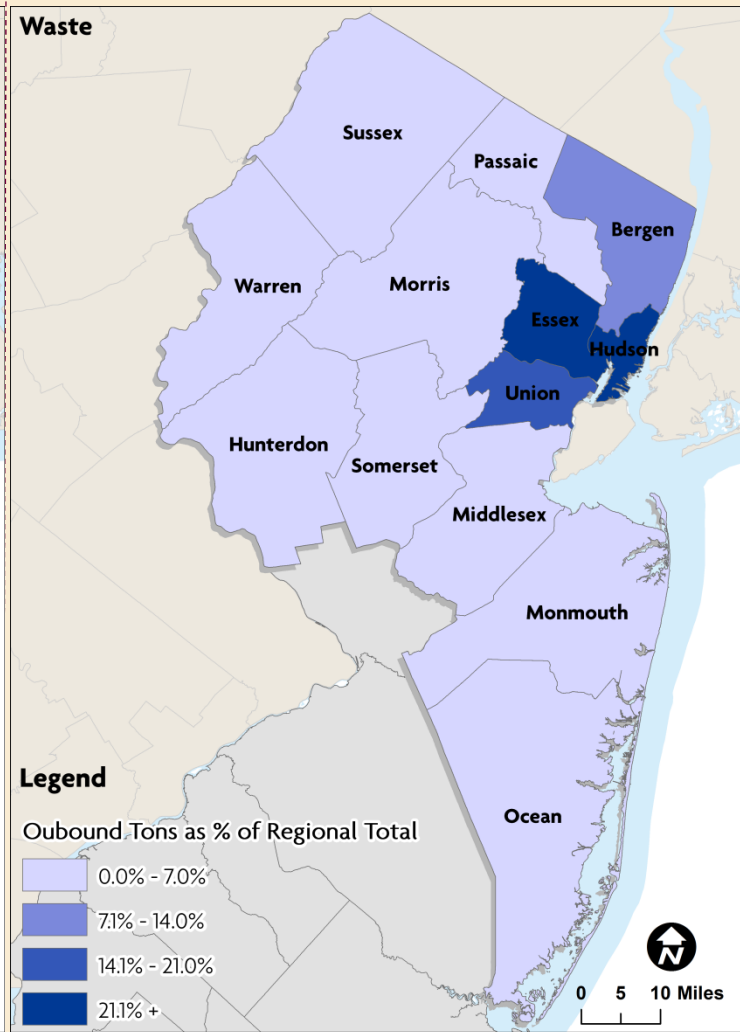 Waste
Sussex
Passaic
Bergen
Warren
Morris
Essex
Hudson
Union
Hunterdon
Somerset
Middlesex
Monmouth
Ocean
Legend
Oubound Tons as % of Regional Total
0.0% - 7.0%
7.1% - 14.0%
14.1% - 21.0%
21.1% +
N
0 5 10 Miles